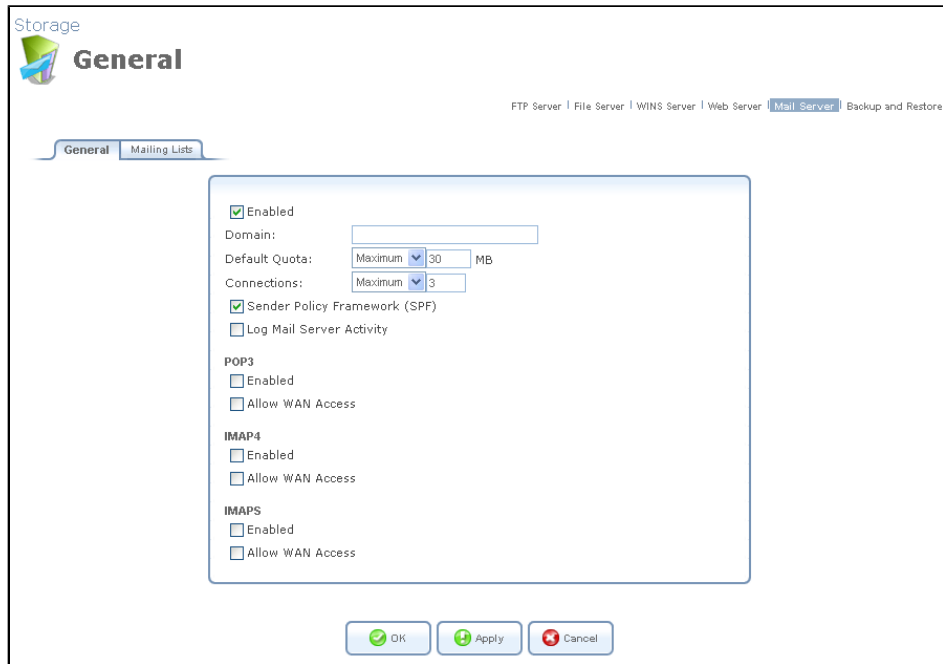 Storage
General
FTP Server | File Server | WINS Server | Web Server | Mail Server | Backup and Restore
General Mailing Lists
Enabled
Domain:
Default Quota: Maximum 30 MB
Connections: Maximum 3
Sender Policy Framework (SPF)
Log Mail Server Activity
POP3
Enabled
Allow WAN Access
IMAP4
Enabled
Allow WAN Access
IMAPS
Enabled
Allow WAN Access
OK Apply Cancel